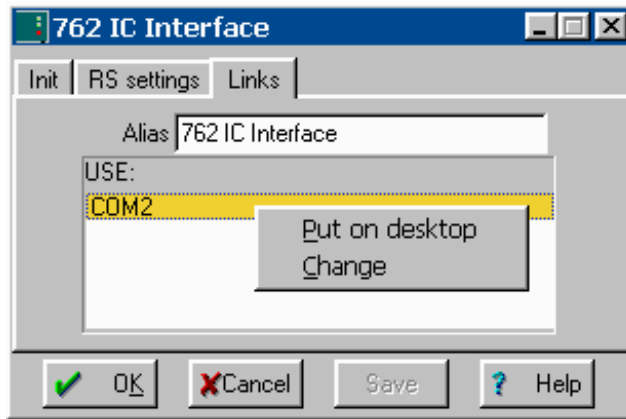 762 IC Interface
Init RS settings Links
Alias 762 IC Interface
USE:
COM2
Put on desktop
Change
OK Cancel Save Help